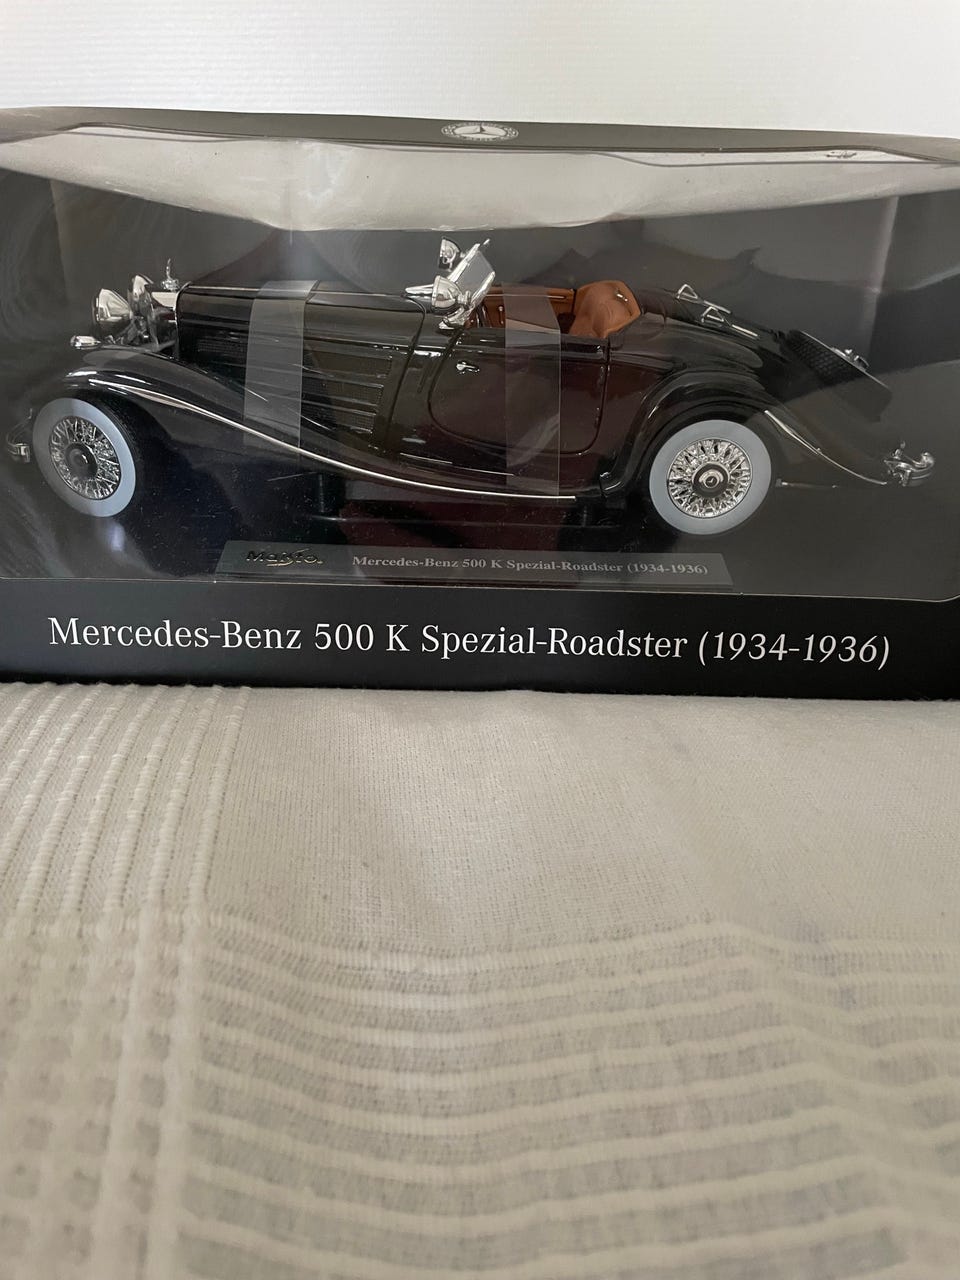 Maisto. Mercedes-Benz 500 K Spezial-Roadster (1934-1936)
Mercedes-Benz 500 K Spezial-Roadster (1934-1936)